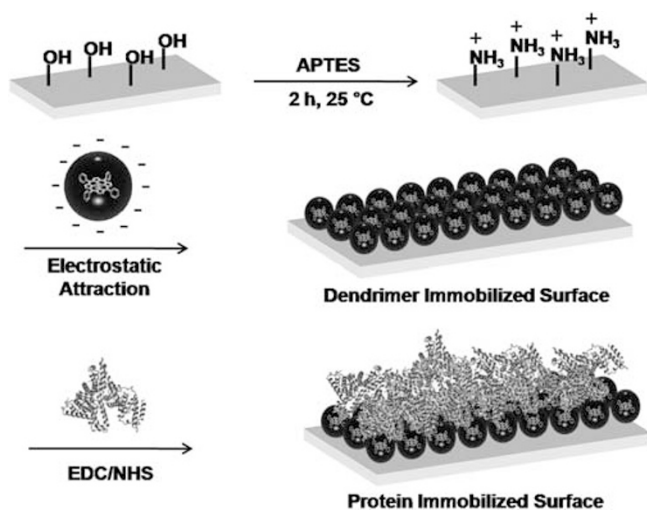 OH
OH
OH
OH
APTES
2 h, 25 °C
+
NH3
+
NH3
+
NH3
+
NH3
Electrostatic
Attraction
Dendrimer Immobilized Surface
EDC/NHS
Protein Immobilized Surface